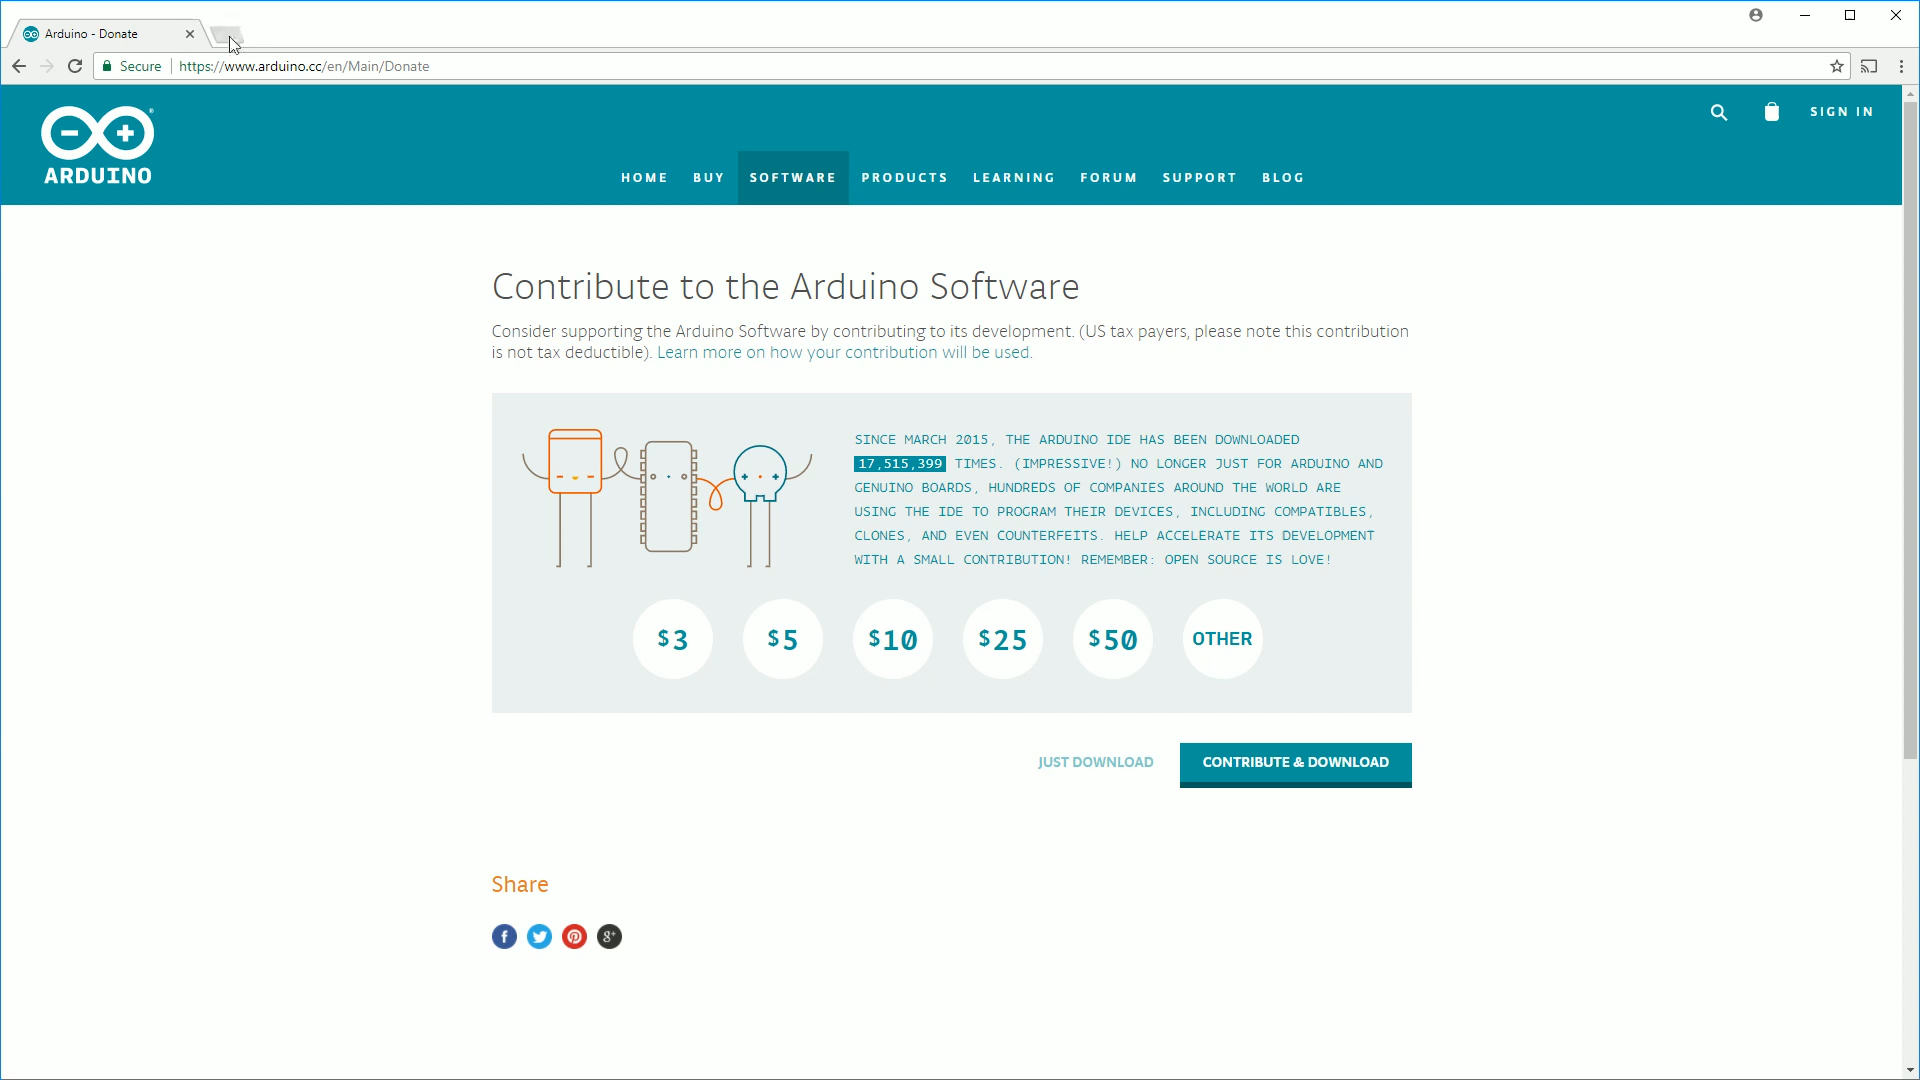 Arduino - Donate
Secure
https://www.arduino.cc/en/Main/Donate
SIGN IN
ARDUINO
HOME BUY SOFTWARE PRODUCTS LEARNING FORUM SUPPORT BLOG
Contribute to the Arduino Software
Consider supporting the Arduino Software by contributing to its development. (US tax payers, please note this contribution
is not tax deductible). Learn more on how your contribution will be used.
SINCE MARCH 2015, THE ARDUINO IDE HAS BEEN DOWNLOADED
17,515,399 TIMES. (IMPRESSIVE!) NO LONGER JUST FOR ARDUINO AND
GENUINO BOARDS, HUNDREDS OF COMPANIES AROUND THE WORLD ARE
USING THE IDE TO PROGRAM THEIR DEVICES, INCLUDING COMPATIBLES,
CLONES, AND EVEN COUNTERFEITS. HELP ACCELERATE ITS DEVELOPMENT
WITH A SMALL CONTRIBUTION! REMEMBER: OPEN SOURCE IS LOVE!
$3 $5 $10 $25 $50 OTHER
JUST DOWNLOAD CONTRIBUTE & DOWNLOAD
Share